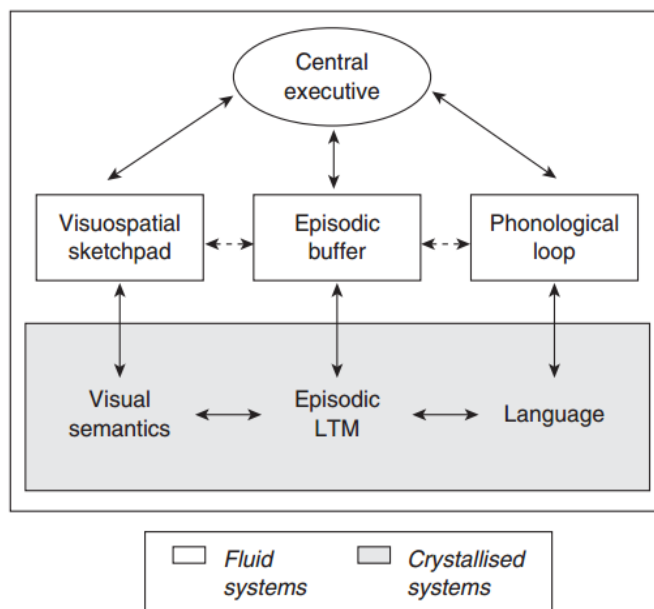 Central
executive
Visuospatial
sketchpad
Episodic
buffer
Phonological
loop
Visual
semantics
Episodic
LTM
Language
Fluid
systems
Crystallised
systems